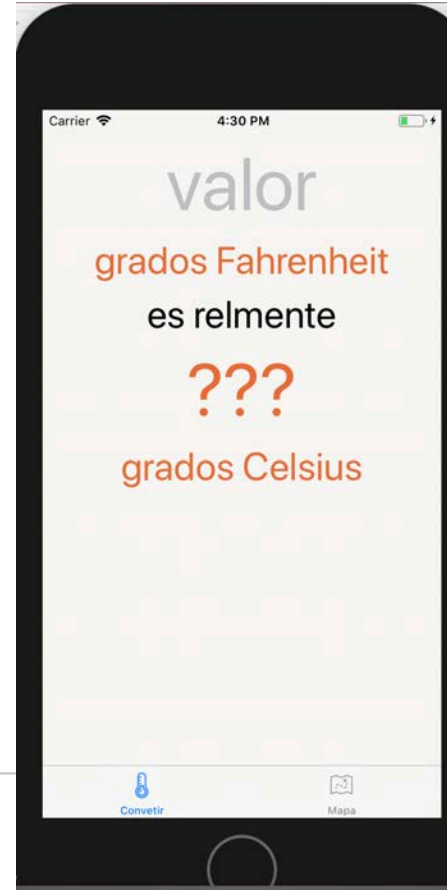 Carrier 4:30 PM
valor
grados Fahrenheit
es relmente
???
grados Celsius
Convetir Mapa